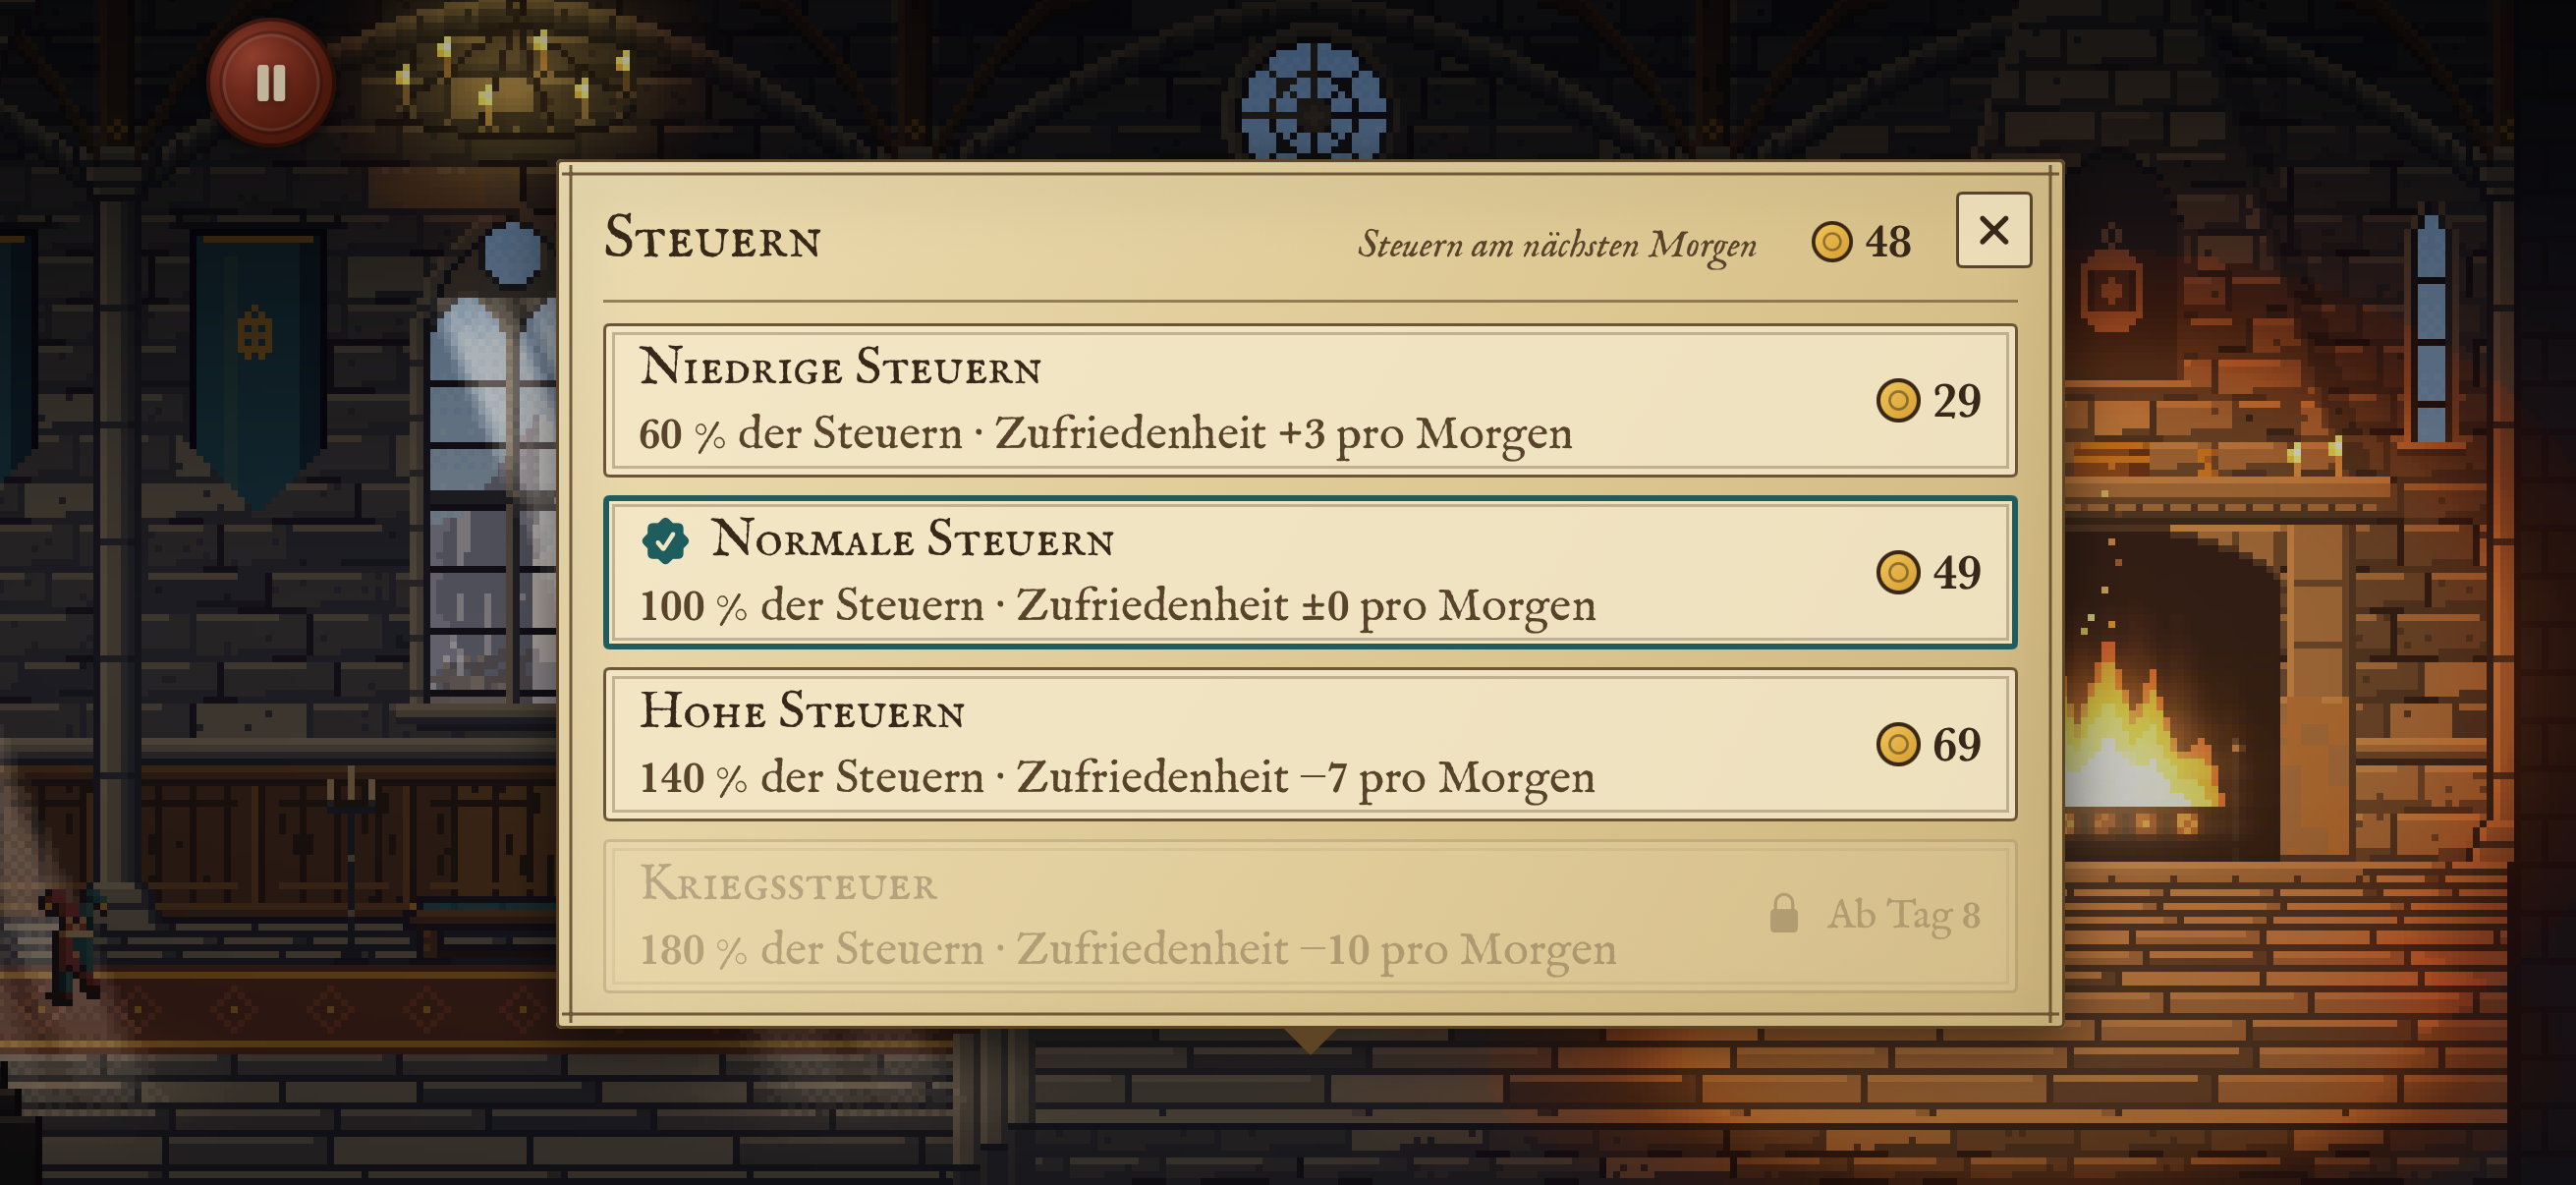 Steuern
Steuern am nächsten Morgen 48
Niedrige Steuern
60 % der Steuern · Zufriedenheit +3 pro Morgen
29
Normale Steuern
100 % der Steuern · Zufriedenheit ±0 pro Morgen
49
Hohe Steuern
140 % der Steuern · Zufriedenheit −7 pro Morgen
69
Kriegssteuer
180 % der Steuern · Zufriedenheit −10 pro Morgen
Ab Tag 8